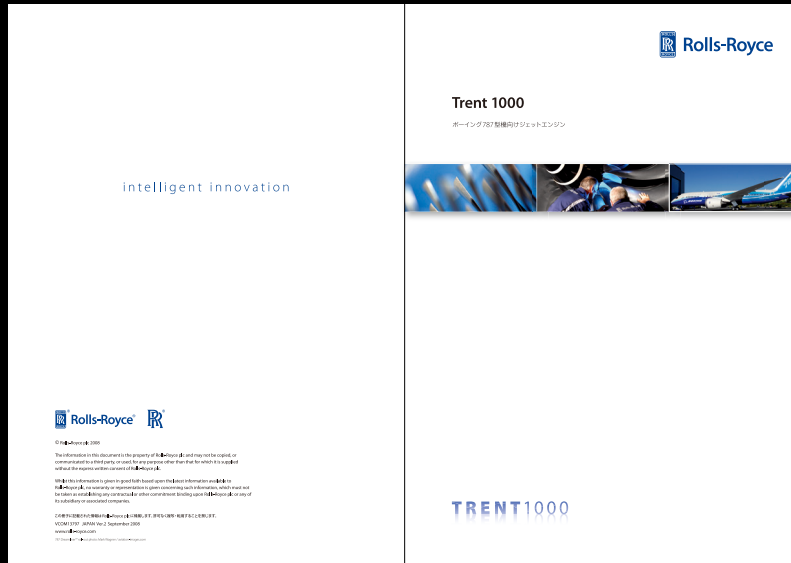 intelligent innovation
Rolls-Royce
© Rolls-Royce plc 2008
The information in this document is the property of Rolls-Royce plc and may not be copied, or
communicated to a third party, or used, for any purpose other than that for which it is supplied
without the express written consent of Rolls-Royce plc.
Whilst this information is given in good faith based upon the latest information available to
Rolls-Royce plc, no warranty or representation is given concerning such information, which must not
be taken as establishing any contractual or other commitment binding upon Rolls-Royce plc or any of
its subsidiary or associated companies.
この冊子に記載された情報はRolls-Royce plcに帰属します。許可なく複写・転載することを禁じます。
VCOM13797 JAPAN Ver.2 September 2008
www.rolls-royce.com
Rolls-Royce
Trent 1000
ボーイング787型機向けジェットエンジン
TRENT1000